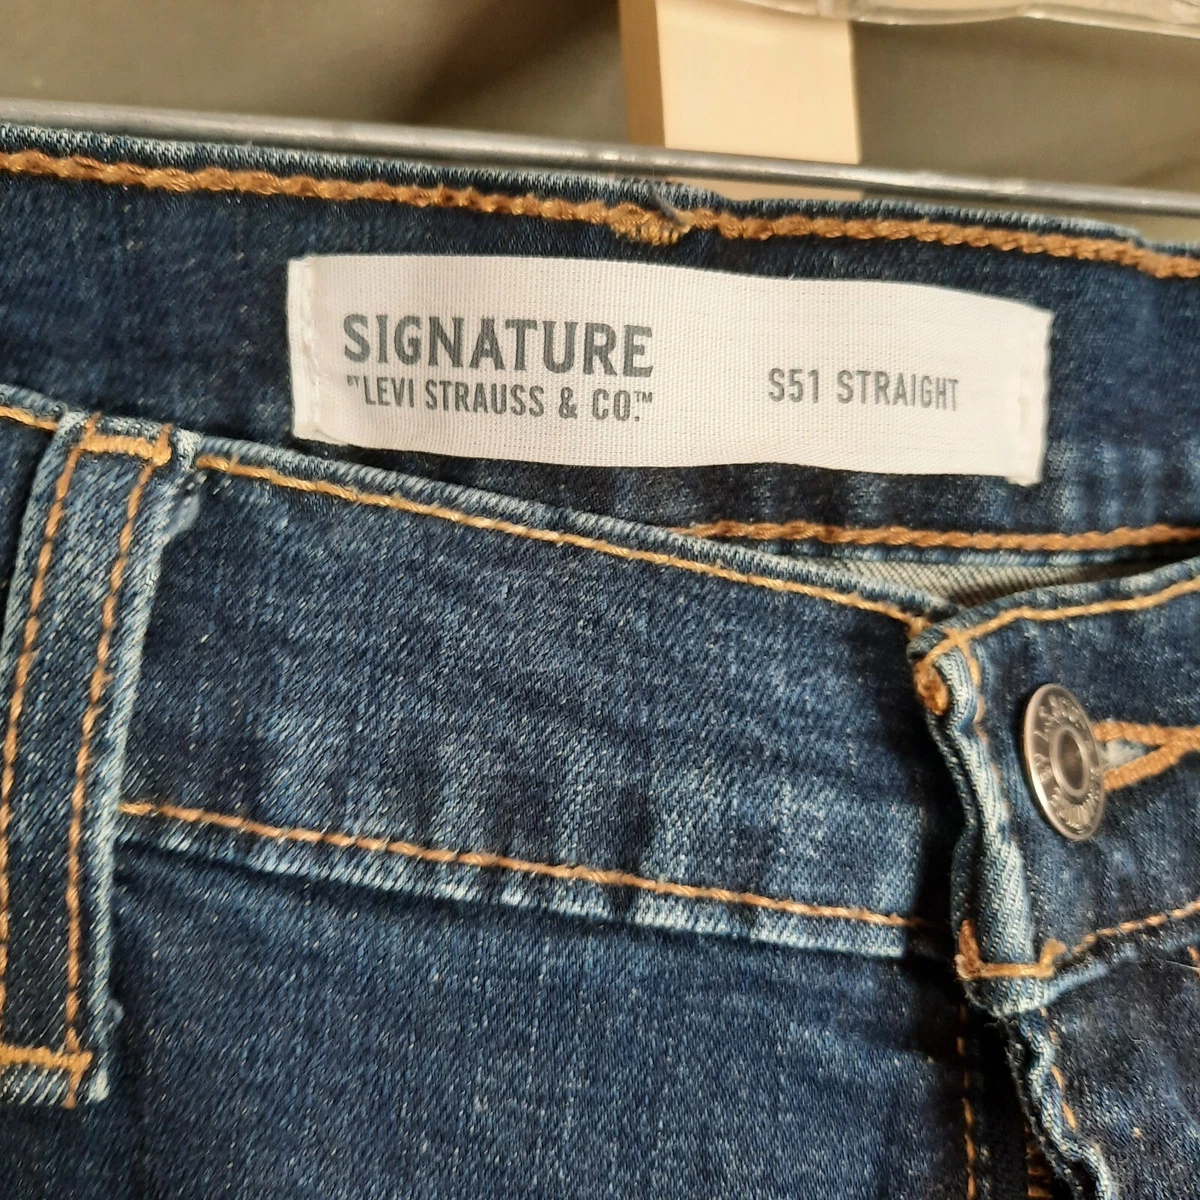 SIGNATURE
BY LEVI STRAUSS & CO.™
S51 STRAIGHT